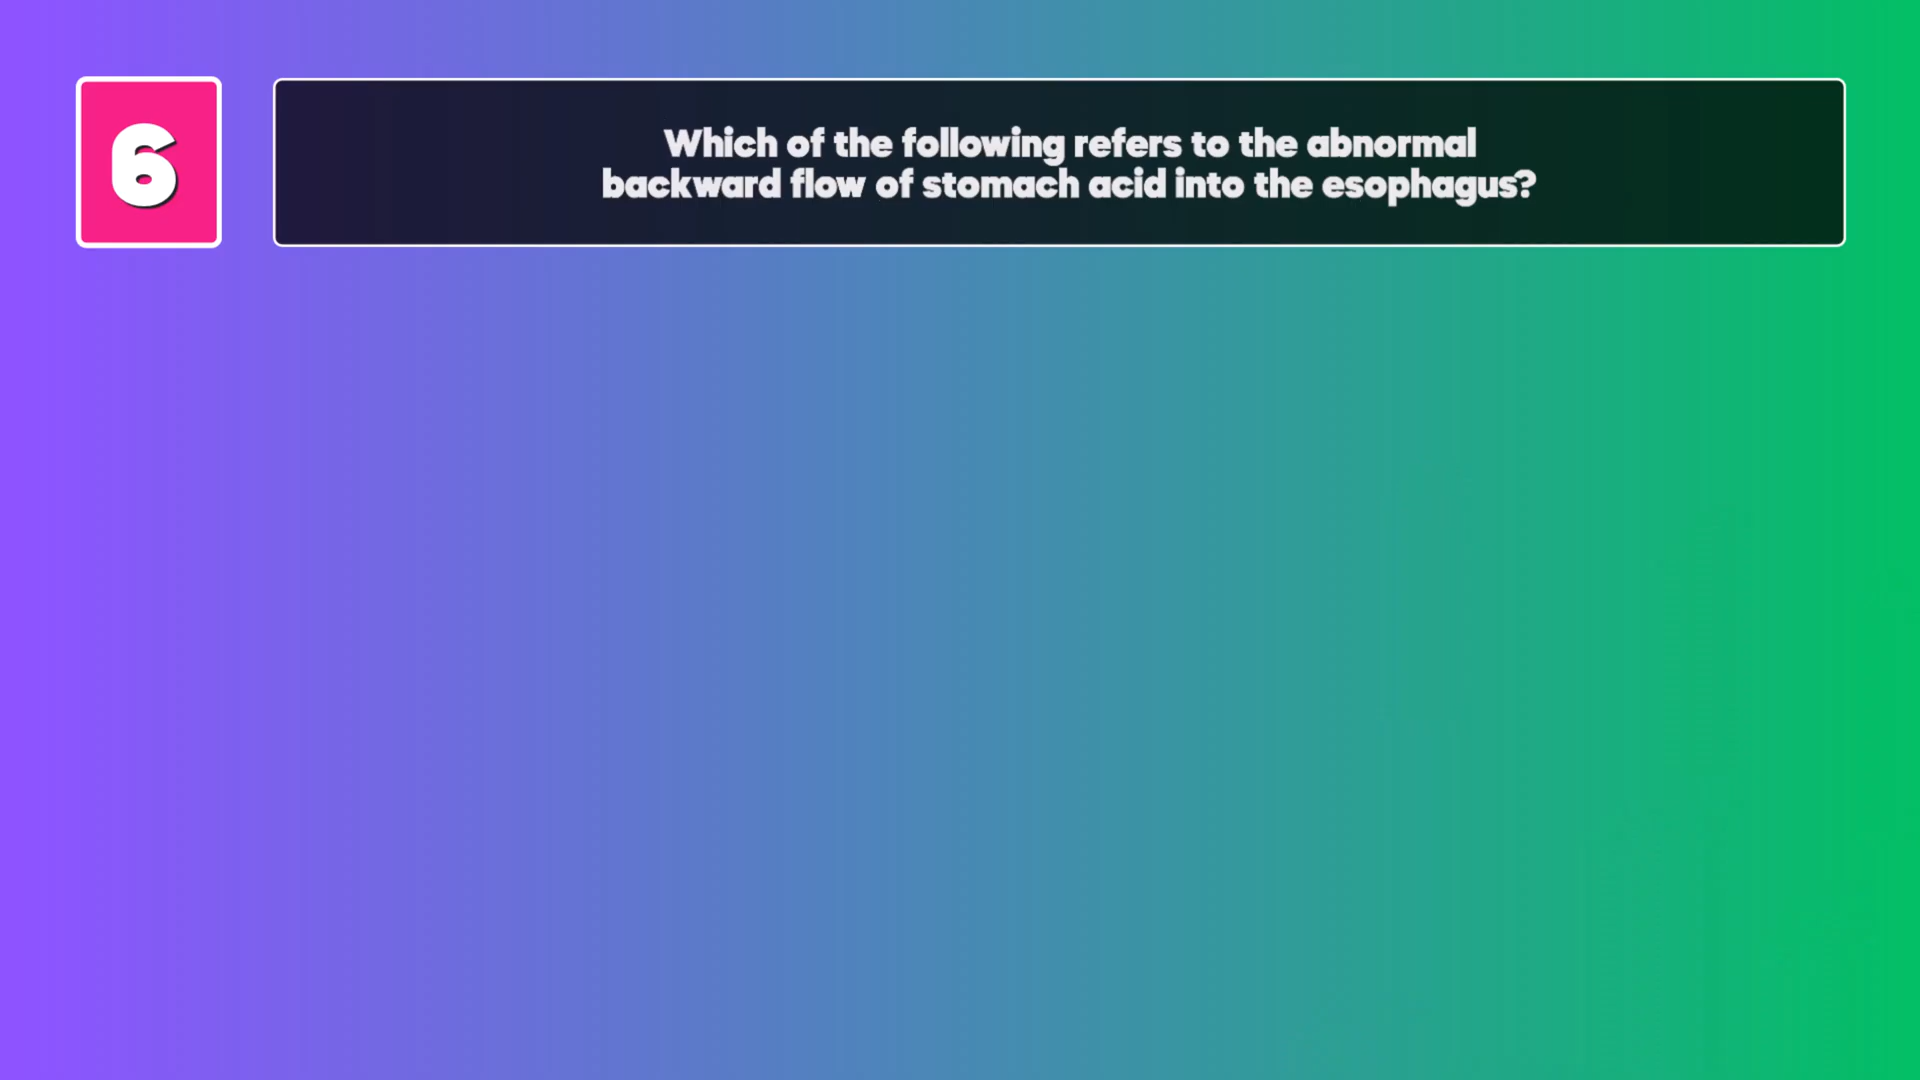 6
Which of the following refers to the abnormal
backward flow of stomach acid into the esophagus?